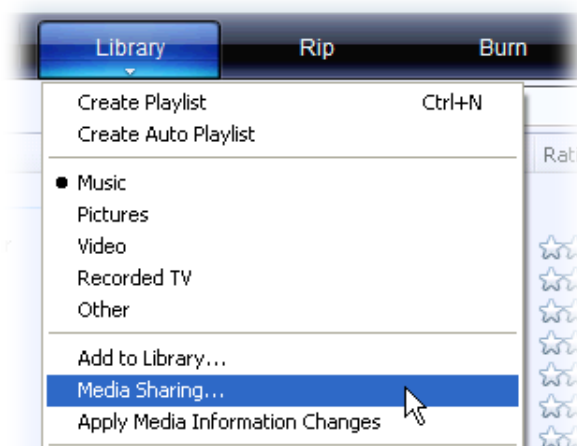 Library Rip Burn
Create Playlist Ctrl+N
Create Auto Playlist
Rat
Music
Pictures
Video
Recorded TV
Other
Add to Library...
Media Sharing...
Apply Media Information Changes